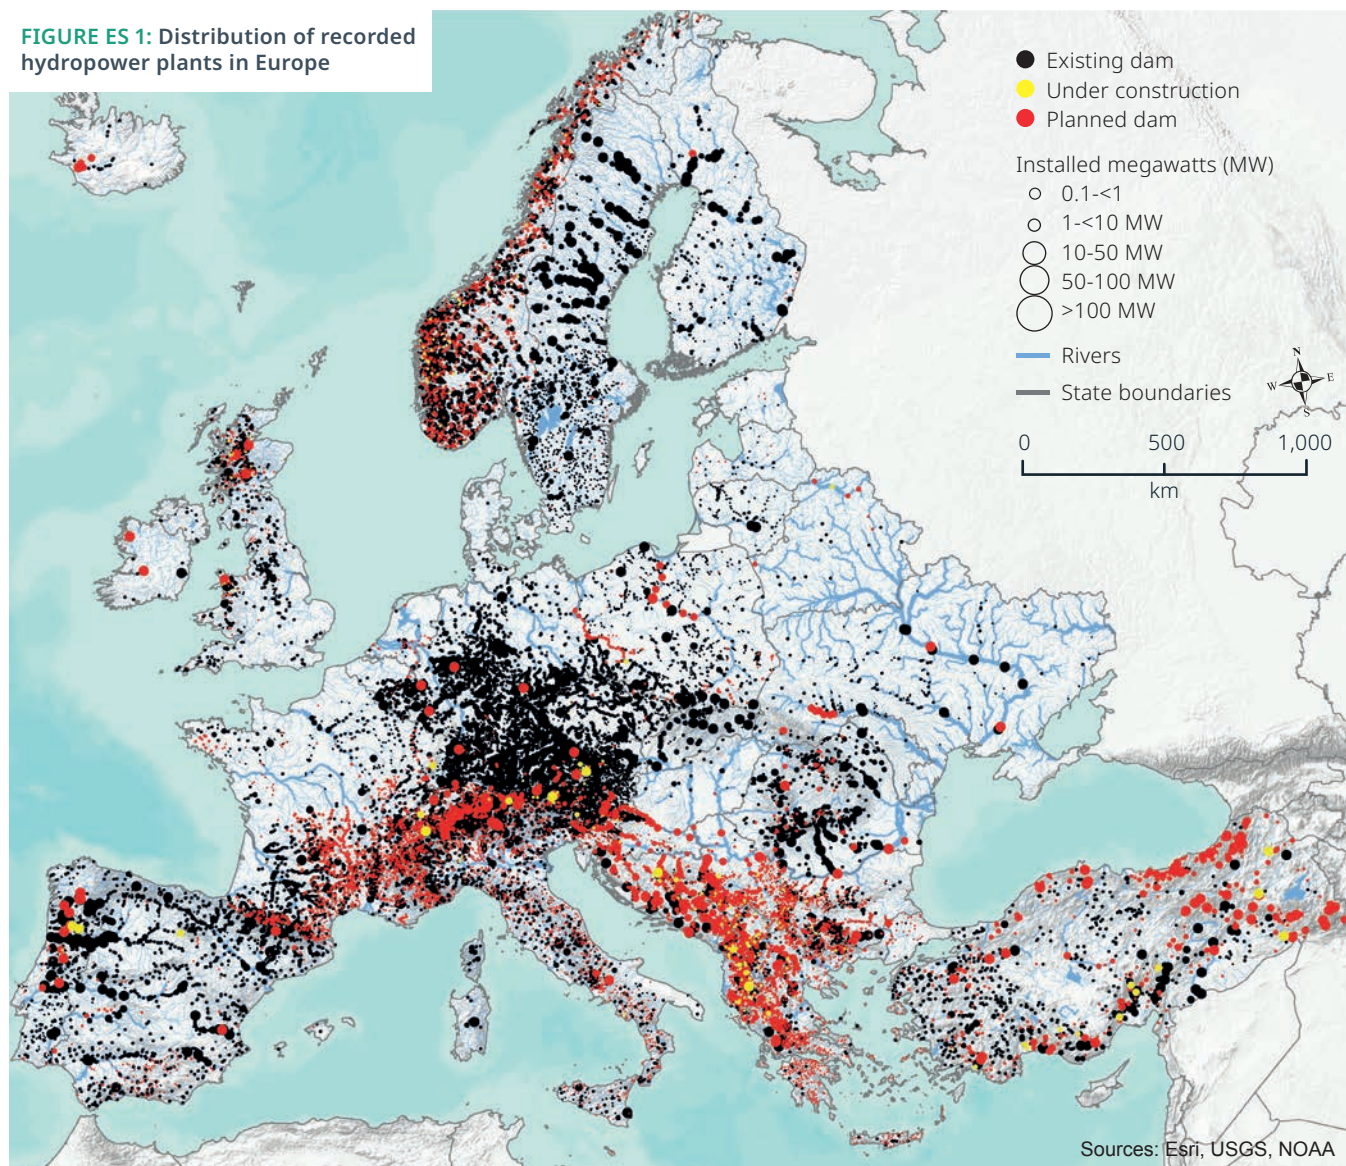 FIGURE ES 1: Distribution of recorded
hydropower plants in Europe
Existing dam
Under construction
Planned dam
Installed megawatts (MW)
0.1-<1
1-<10 MW
10-50 MW
50-100 MW
>100 MW
Rivers
State boundaries
N
W E
S
0 500 1,000
km
Sources: Esri, USGS, NOAA